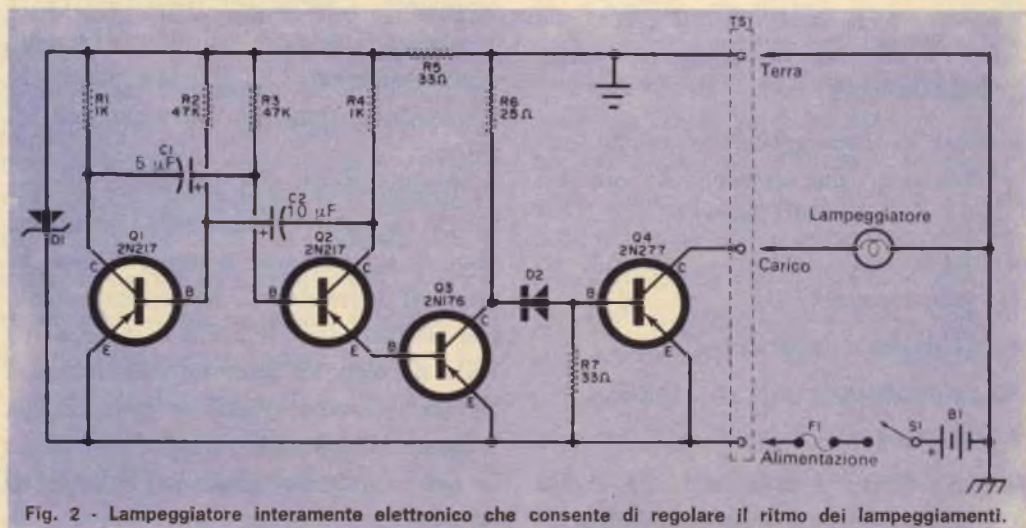 TS1
Terra
R5
33Ω
R1
1K
R2
47K
R3
47K
R4
1K
R6
25Ω
C1
5 μF
+
C2
10 μF
+
Lampeggiatore
D1
Q1
2N217
C
B
E
Q2
2N217
C
B
E
Q3
2N176
C
B
E
D2
Q4
2N277
C
B
E
R7
33Ω
Carico
F1
S1
B1
+
Alimentazione
Fig. 2 - Lampeggiatore interamente elettronico che consente di regolare il ritmo dei lampeggiamenti.